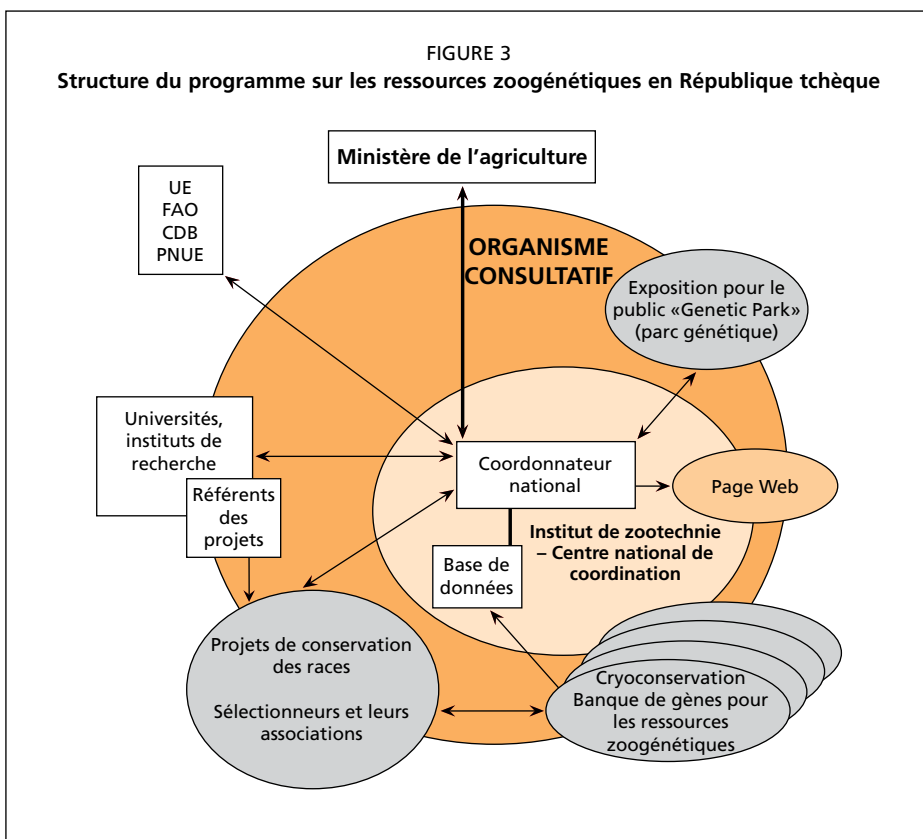 FIGURE 3
Structure du programme sur les ressources zoogénétiques en République tchèque
Ministère de l'agriculture
UE
FAO
CDB
PNUE
ORGANISME
CONSULTATIF
Exposition pour le
public «Genetic Park»
(parc génétique)
Universités,
instituts de
recherche
Référents
des
projets
Coordonnateur
national
Page Web
Institut de zootechnie
– Centre national de
coordination
Base de
données
Projets de conservation
des races
Sélectionneurs et leurs
associations
Cryoconservation
Banque de gènes pour
les ressources
zoogénétiques